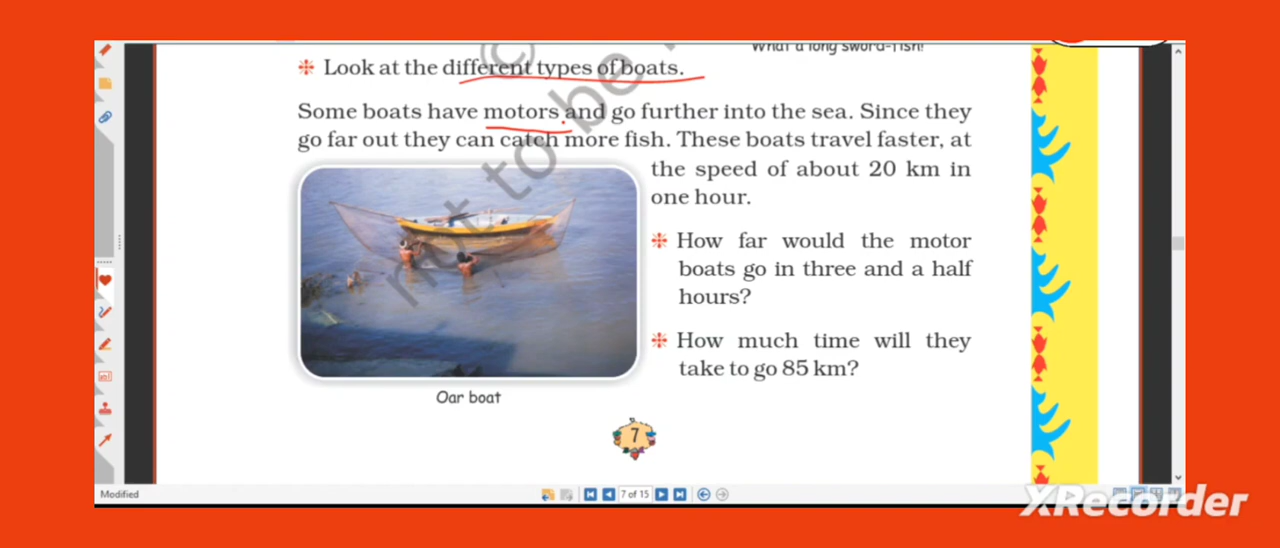 What a long sword-fish!
Look at the different types of boats.
Some boats have motors and go further into the sea. Since they
go far out they can catch more fish. These boats travel faster, at
the speed of about 20 km in
one hour.
How far would the motor
boats go in three and a half
hours?
How much time will they
take to go 85 km?
Oar boat
7
© not to be
Modified
7 of 15
XRecorder